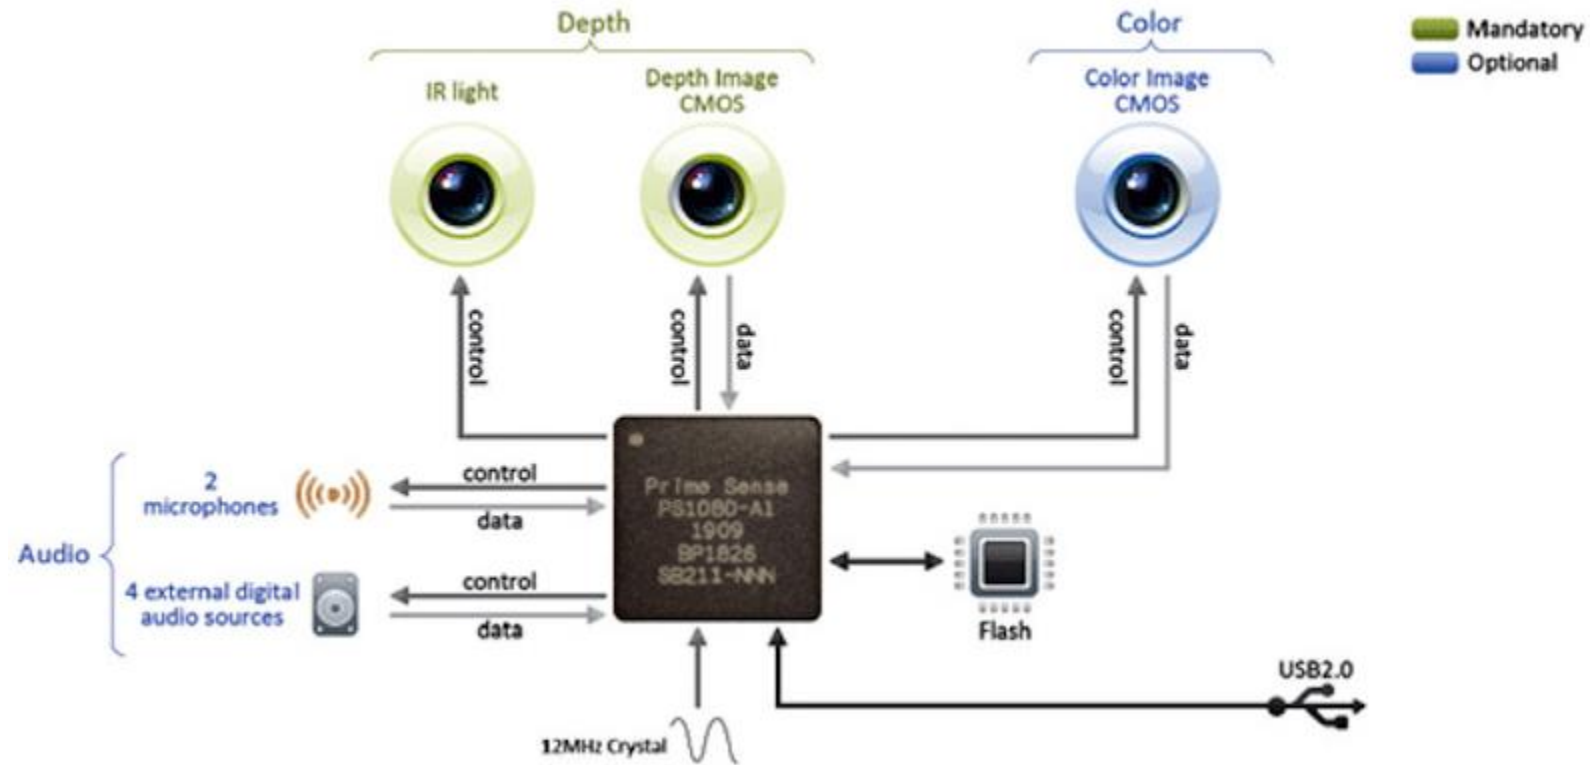 Depth
Color
Mandatory
Optional
IR light
Depth Image
CMOS
Color Image
CMOS
control
control
data
control
data
Audio
2
microphones
control
data
4 external digital
audio sources
control
data
Prime Sense
PS1080-A1
1909
BP1826
SB211-NNN
Flash
USB2.0
12MHz Crystal